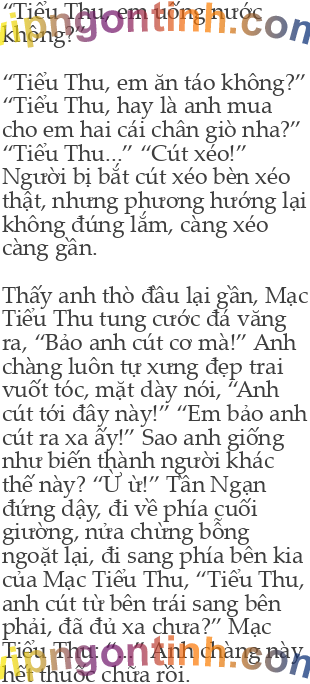 “Tiểu Thu, em uống nước
không?”
“Tiểu Thu, em ăn táo không?”
“Tiểu Thu, hay là anh mua
cho em hai cái chân giò nha?”
“Tiểu Thu...” “Cút xéo!”
Người bị bắt cút xéo bèn xéo
thật, nhưng phương hướng lại
không đúng lắm, càng xéo
càng gần.
Thấy anh thò đầu lại gần, Mạc
Tiểu Thu tung cước đá văng
ra, “Bảo anh cút cơ mà!” Anh
chàng luôn tự xưng đẹp trai
vuốt tóc, mặt dày nói, “Anh
cút tới đây này!” “Em bảo anh
cút ra xa ấy!” Sao anh giống
như biến thành người khác
thế này? “Ừ ừ!” Tần Ngạn
đứng dậy, đi về phía cuối
giường, nửa chừng bỗng
ngoặt lại, đi sang phía bên kia
của Mạc Tiểu Thu, “Tiểu Thu,
anh cút từ bên trái sang bên
phải, đã đủ xa chưa?” Mạc
Tiểu Thu: “...” Anh chàng này
hết thuốc chữa rồi.
vipngontinh.com
vipngontinh.com